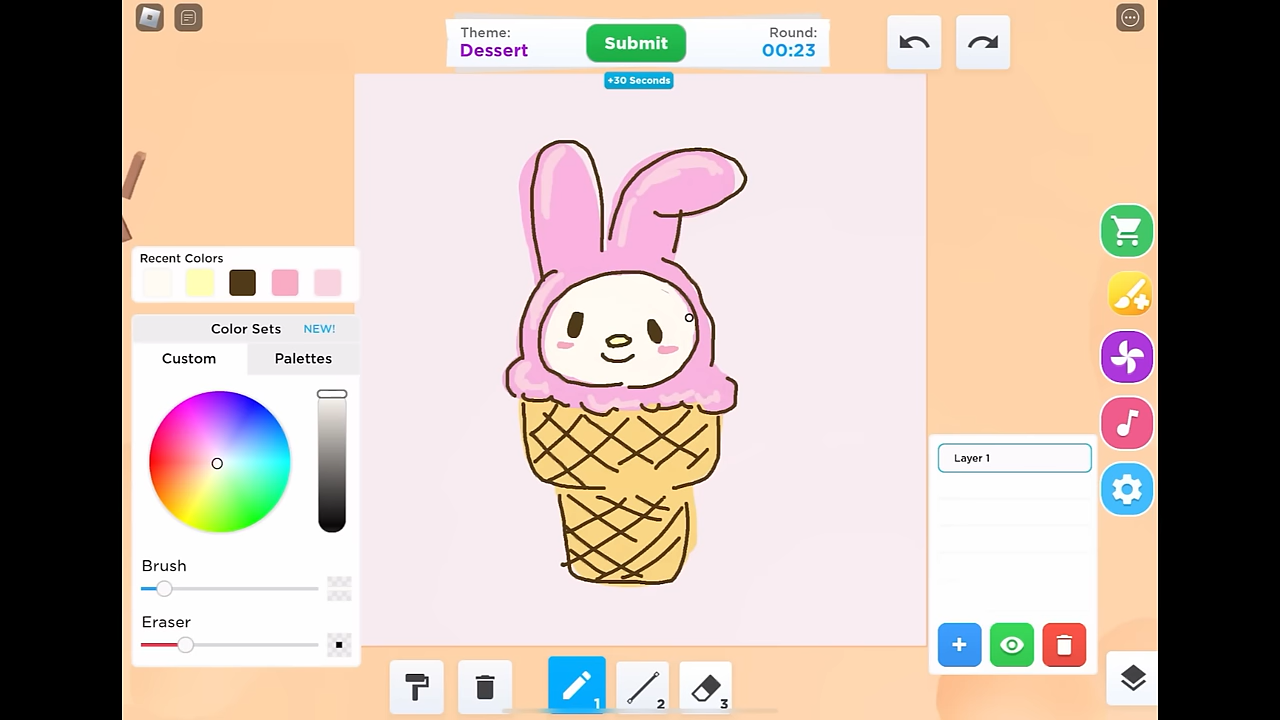 Theme:
Dessert
Submit
Round:
00:23
+30 Seconds
Recent Colors
Color Sets NEW!
Custom Palettes
Brush
Eraser
Layer 1
1
2
3